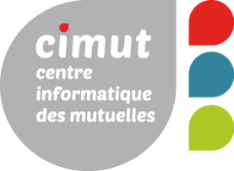 cimut
centre
informatique
des mutuelles